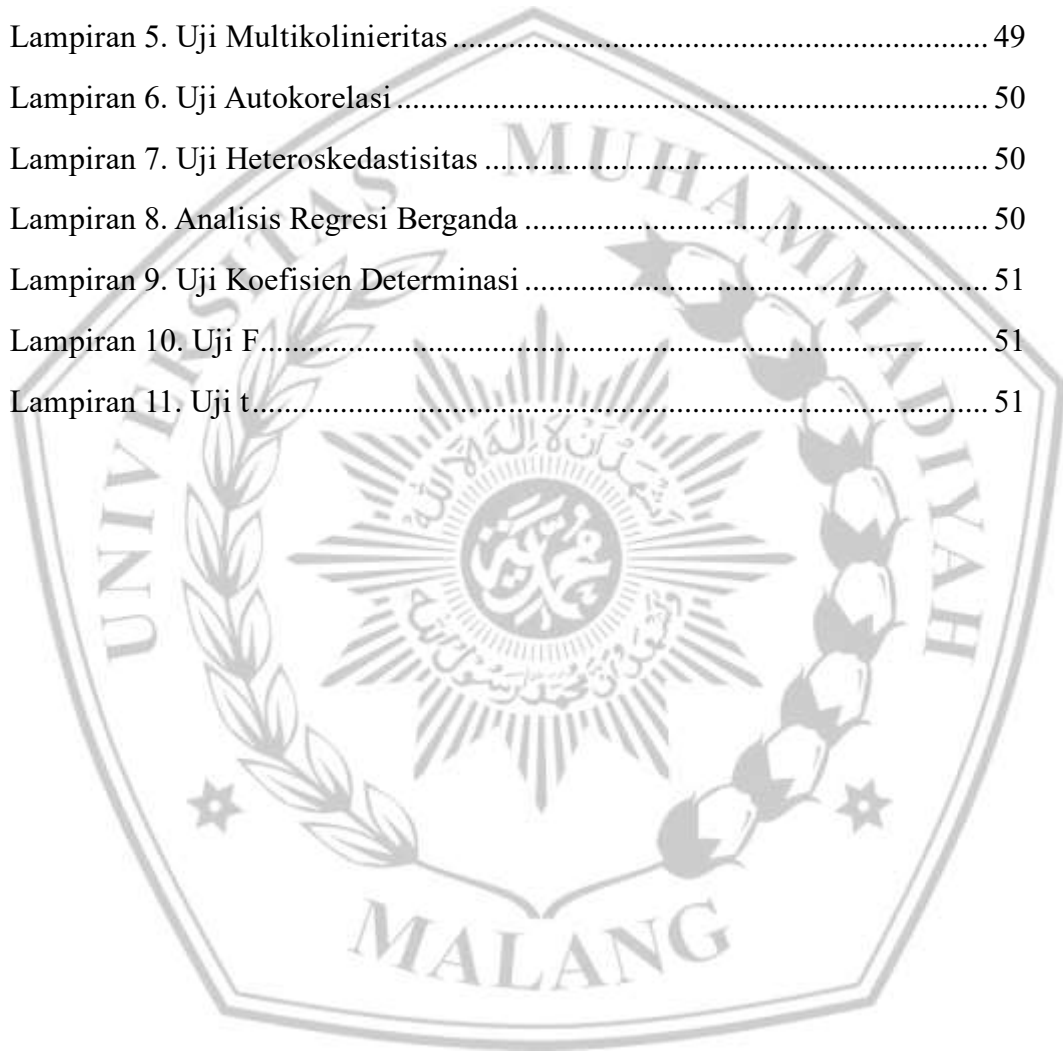 Lampiran 5. Uji Multikolinieritas ................................................................ 49
Lampiran 6. Uji Autokorelasi ....................................................................... 50
Lampiran 7. Uji Heteroskedastisitas ............................................................ 50
Lampiran 8. Analisis Regresi Berganda ....................................................... 50
Lampiran 9. Uji Koefisien Determinasi ........................................................ 51
Lampiran 10. Uji F........................................................................................ 51
Lampiran 11. Uji t......................................................................................... 51
UNIVERSITAS MUHAMMADIYAH
MALANG